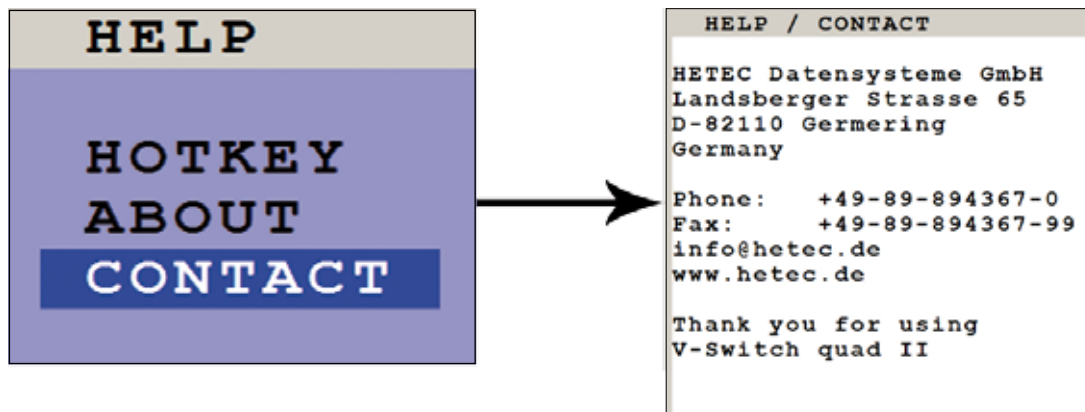 HELP
HOTKEY
ABOUT
CONTACT
HELP / CONTACT
HETEC Datensysteme GmbH
Landsberger Strasse 65
D-82110 Germering
Germany
Phone: +49-89-894367-0
Fax: +49-89-894367-99
info@hetec.de
www.hetec.de
Thank you for using
V-Switch quad II